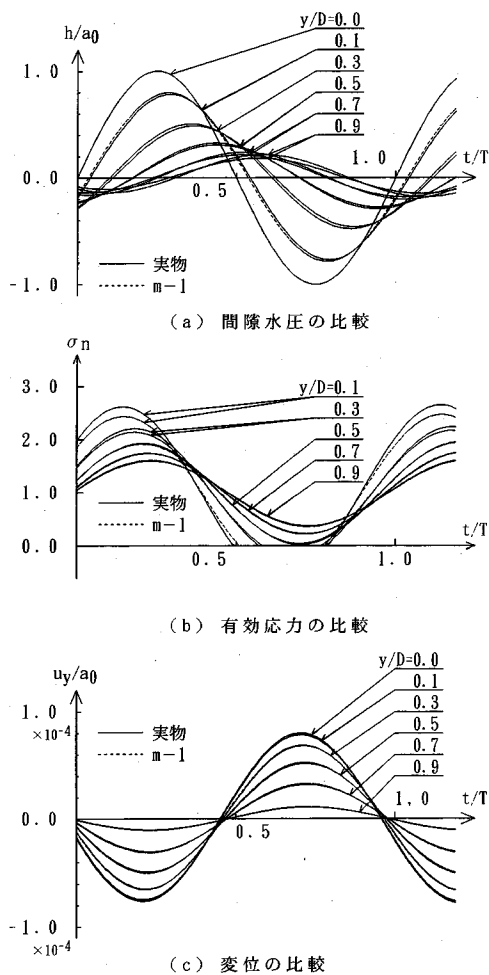 h/a₀
y/D=0.0
0.1
0.3
0.5
0.7
0.9
1.0
1.0
t/T
0.0
0.5
実物
m-1
-1.0
(a) 間隙水圧の比較
σn
3.0
y/D=0.1
0.3
2.0
0.5
0.7
0.9
1.0
実物
m-1
t/T
0.0
0.5
1.0
(b) 有効応力の比較
uy/a₀
y/D=0.0
0.1
0.3
0.5
0.7
0.9
1.0
×10⁻⁴
実物
m-1
1.0
t/T
0.0
0.5
-1.0
×10⁻⁴
(c) 変位の比較